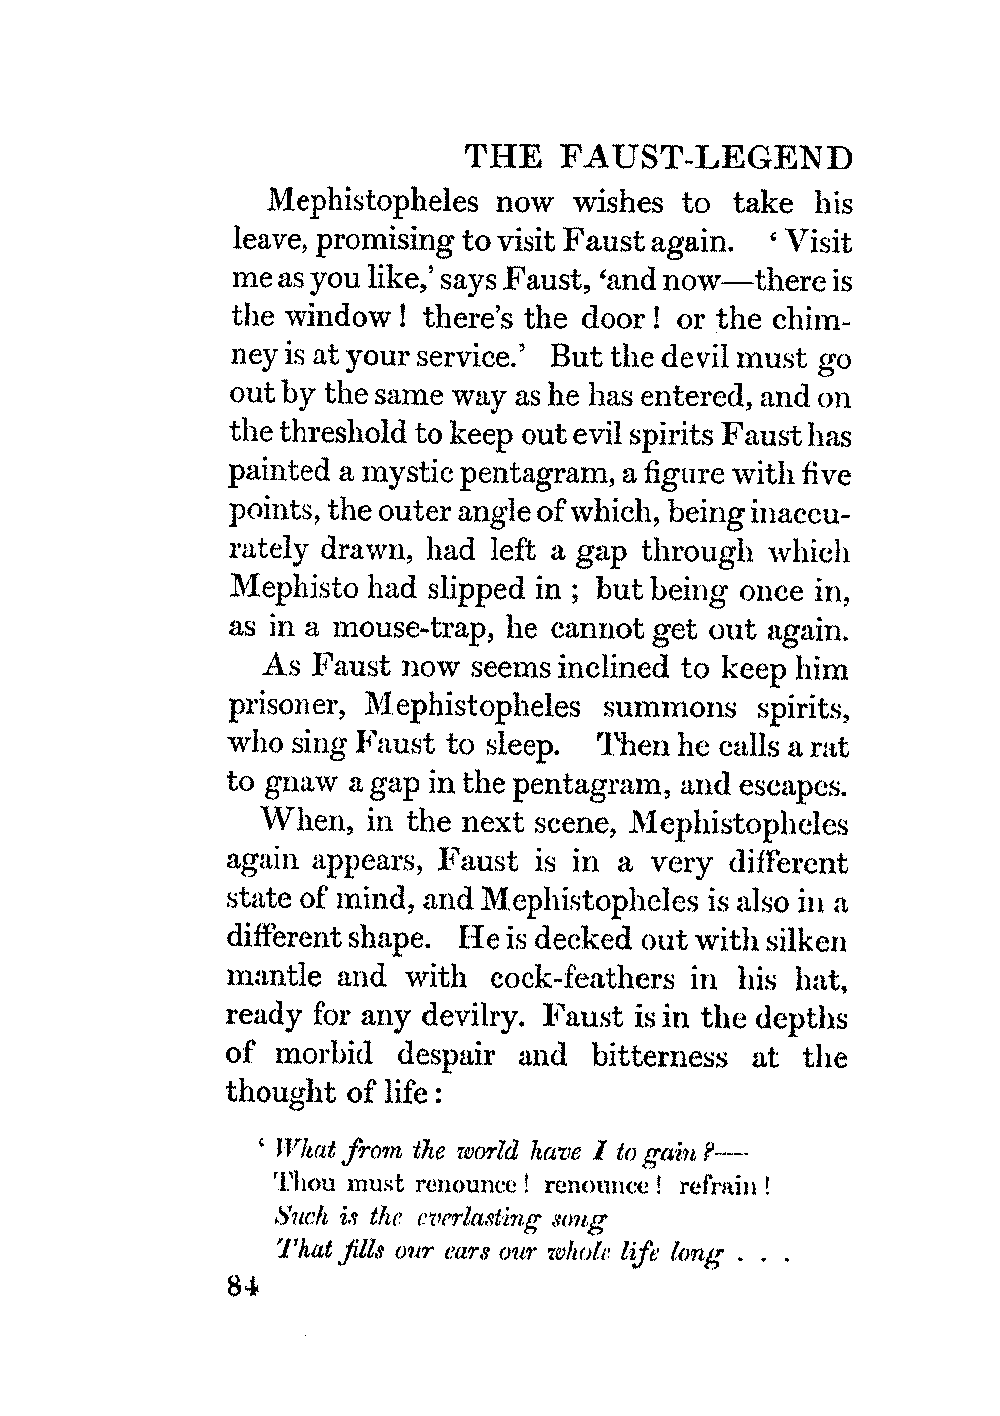 THE FAUST-LEGEND
Mephistopheles now wishes to take his
leave, promising to visit Faust again. ‘ Visit
me as you like,’ says Faust, ‘and now—there is
the window ! there’s the door ! or the chim-
ney is at your service.’ But the devil must go
out by the same way as he has entered, and on
the threshold to keep out evil spirits Faust has
painted a mystic pentagram, a figure with five
points, the outer angle of which, being inaccu-
rately drawn, had left a gap through which
Mephisto had slipped in ; but being once in,
as in a mouse-trap, he cannot get out again.
As Faust now seems inclined to keep him
prisoner, Mephistopheles summons spirits,
who sing Faust to sleep. Then he calls a rat
to gnaw a gap in the pentagram, and escapes.
When, in the next scene, Mephistopheles
again appears, Faust is in a very different
state of mind, and Mephistopheles is also in a
different shape. He is decked out with silken
mantle and with cock-feathers in his hat,
ready for any devilry. Faust is in the depths
of morbid despair and bitterness at the
thought of life :
‘ What from the world have I to gain ?—
Thou must renounce ! renounce ! refrain !
Such is the everlasting song
That fills our ears our whole life long . . .
84